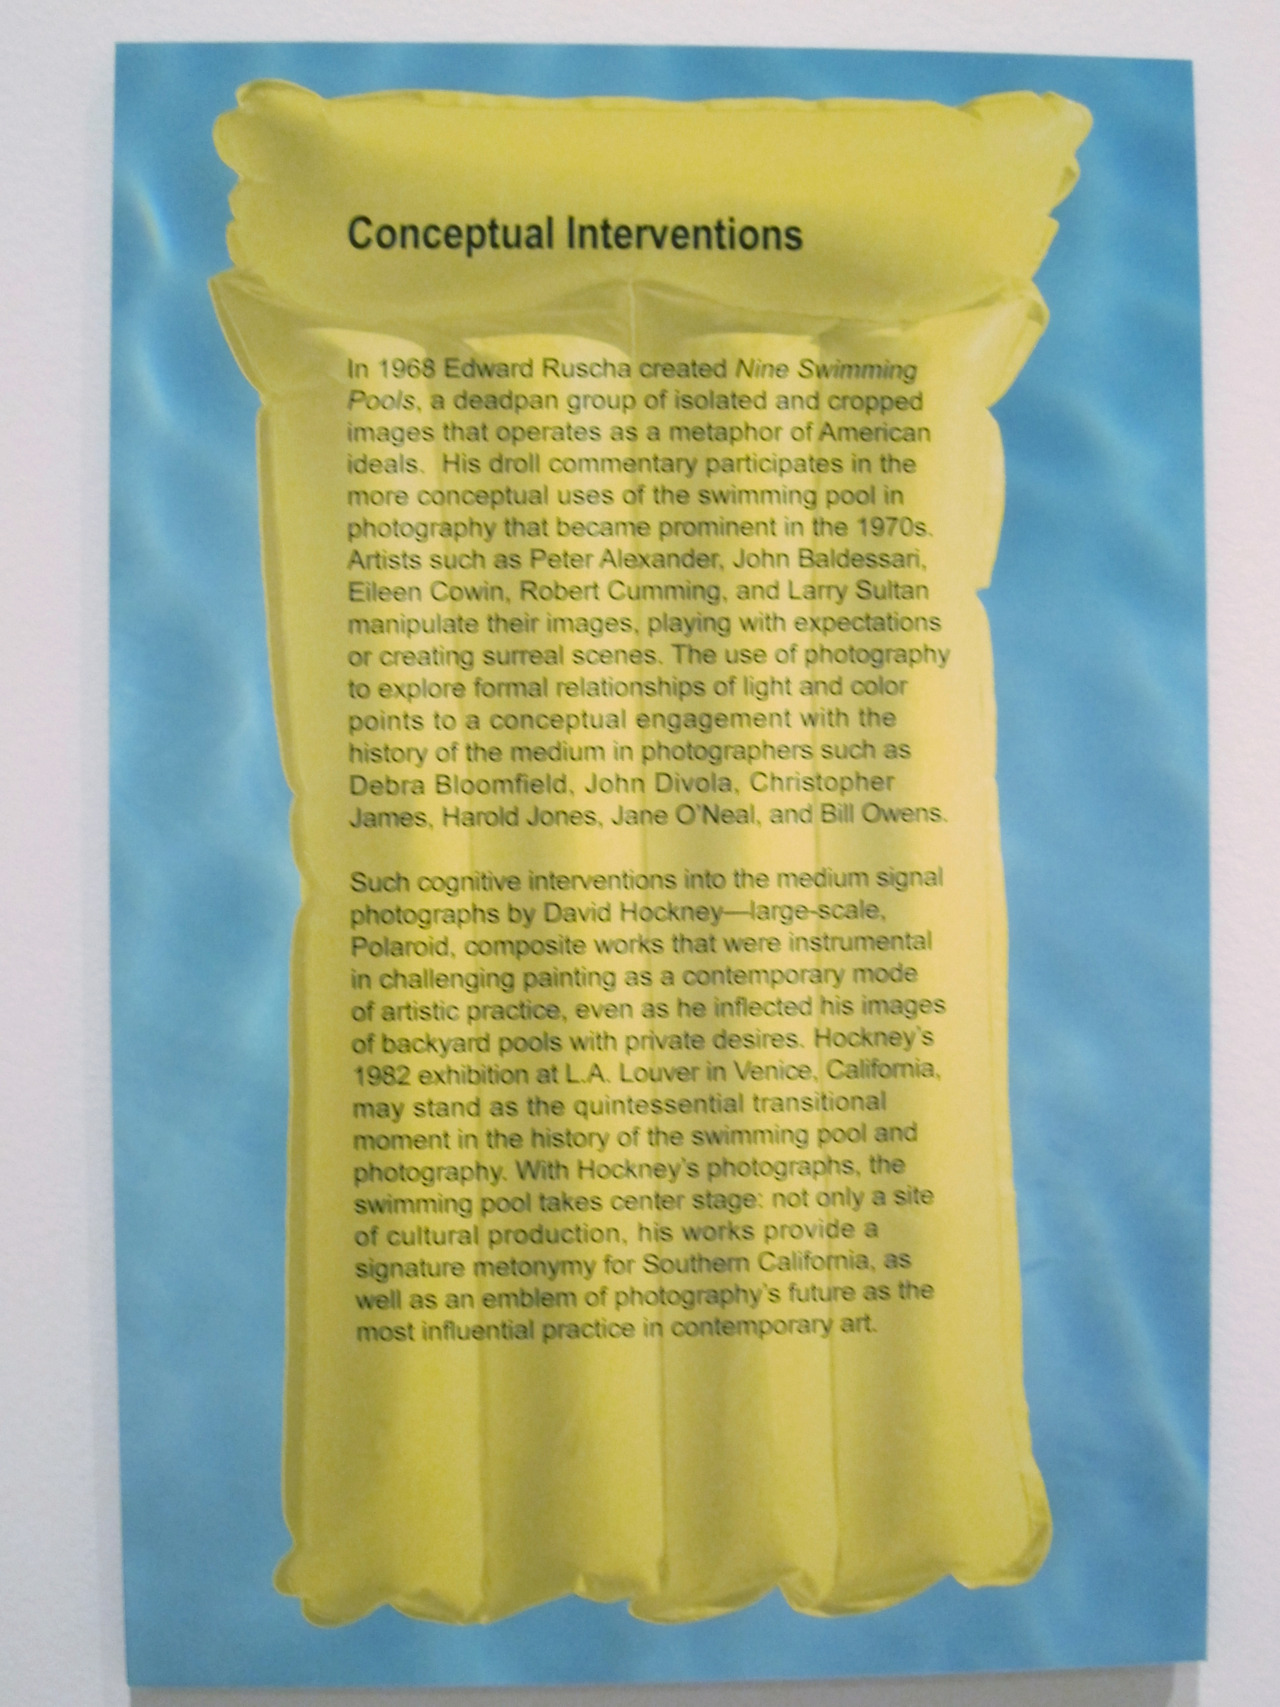 Conceptual Interventions
In 1968 Edward Ruscha created Nine Swimming
Pools, a deadpan group of isolated and cropped
images that operates as a metaphor of American
ideals.  His droll commentary participates in the
more conceptual uses of the swimming pool in
photography that became prominent in the 1970s.
Artists such as Peter Alexander, John Baldessari,
Eileen Cowin, Robert Cumming, and Larry Sultan
manipulate their images, playing with expectations
or creating surreal scenes. The use of photography
to explore formal relationships of light and color
points to a conceptual engagement with the
history of the medium in photographers such as
Debra Bloomfield, John Divola, Christopher
James, Harold Jones, Jane O’Neal, and Bill Owens.
Such cognitive interventions into the medium signal
photographs by David Hockney—large-scale,
Polaroid, composite works that were instrumental
in challenging painting as a contemporary mode
of artistic practice, even as he inflected his images
of backyard pools with private desires. Hockney’s
1982 exhibition at L.A. Louver in Venice, California,
may stand as the quintessential transitional
moment in the history of the swimming pool and
photography. With Hockney’s photographs, the
swimming pool takes center stage: not only a site
of cultural production, his works provide a
signature metonymy for Southern California, as
well as an emblem of photography’s future as the
most influential practice in contemporary art.